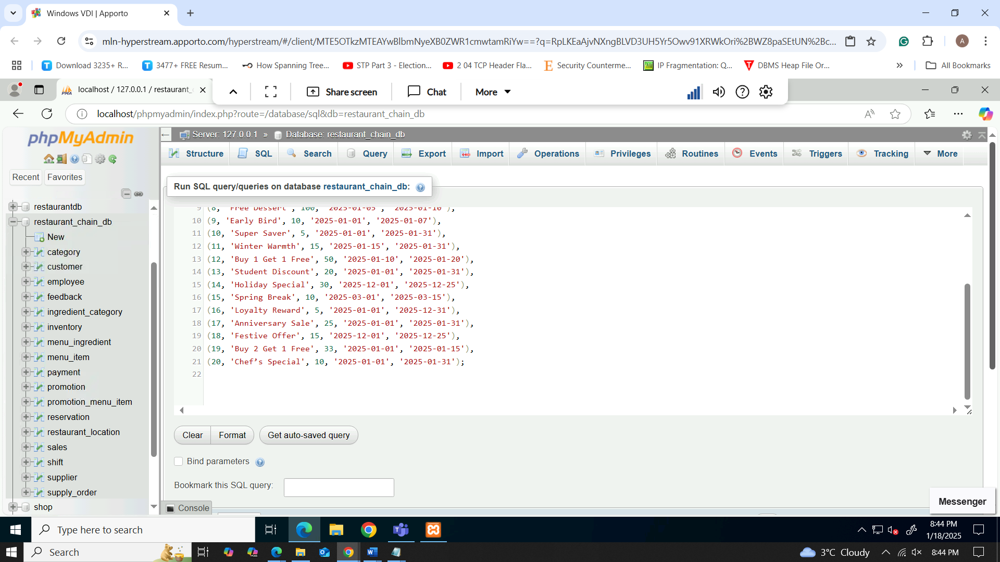 Windows VDI | Apporto
mln-hyperstream.apporto.com/hyperstream/#/client/MTE5OTkzMTEAYwBlbmNyeXB0ZWR1cmwtamRiYw==?q=RpLKEaAjvNXngBLVD3UH5Yr5Owv91XRWkOri%2BWZ8paSEtUN%2Bc...
A
Download 3235+ R...
3477+ FREE Resum...
How Spanning Tree...
STP Part 3 - Election...
2 04 TCP Header Fla...
Security Counterme...
IP Fragmentation: Q...
DBMS Heap File Or...
All Bookmarks
localhost / 127.0.0.1 / restaurant_
Share screen
Chat
More
localhost/phpmyadmin/index.php?route=/database/sql&db=restaurant_chain_db
phpMyAdmin
Recent
Favorites
restaurantdb
restaurant_chain_db
New
category
customer
employee
feedback
ingredient_category
inventory
menu_ingredient
menu_item
payment
promotion
promotion_menu_item
reservation
restaurant_location
sales
shift
supplier
supply_order
shop
Server: 127.0.0.1 » Database: restaurant_chain_db
Structure
SQL
Search
Query
Export
Import
Operations
Privileges
Routines
Events
Triggers
Tracking
More
Run SQL query/queries on database restaurant_chain_db:
9 (8, 'Free Dessert', 100, '2025-01-05', '2025-01-10'),
10 (9, 'Early Bird', 10, '2025-01-01', '2025-01-07'),
11 (10, 'Super Saver', 5, '2025-01-01', '2025-01-31'),
12 (11, 'Winter Warmth', 15, '2025-01-15', '2025-01-31'),
13 (12, 'Buy 1 Get 1 Free', 50, '2025-01-10', '2025-01-20'),
14 (13, 'Student Discount', 20, '2025-01-01', '2025-01-31'),
15 (14, 'Holiday Special', 30, '2025-12-01', '2025-12-25'),
16 (15, 'Spring Break', 10, '2025-03-01', '2025-03-15'),
17 (16, 'Loyalty Reward', 5, '2025-01-01', '2025-12-31'),
18 (17, 'Anniversary Sale', 25, '2025-01-01', '2025-01-31'),
19 (18, 'Festive Offer', 15, '2025-12-01', '2025-12-25'),
20 (19, 'Buy 2 Get 1 Free', 33, '2025-01-01', '2025-01-15'),
21 (20, 'Chef’s Special', 10, '2025-01-01', '2025-01-31');
22
Clear
Format
Get auto-saved query
Bind parameters
Bookmark this SQL query:
Console
Messenger
Type here to search
8:44 PM
1/18/2025
Search
3°C Cloudy
8:44 PM